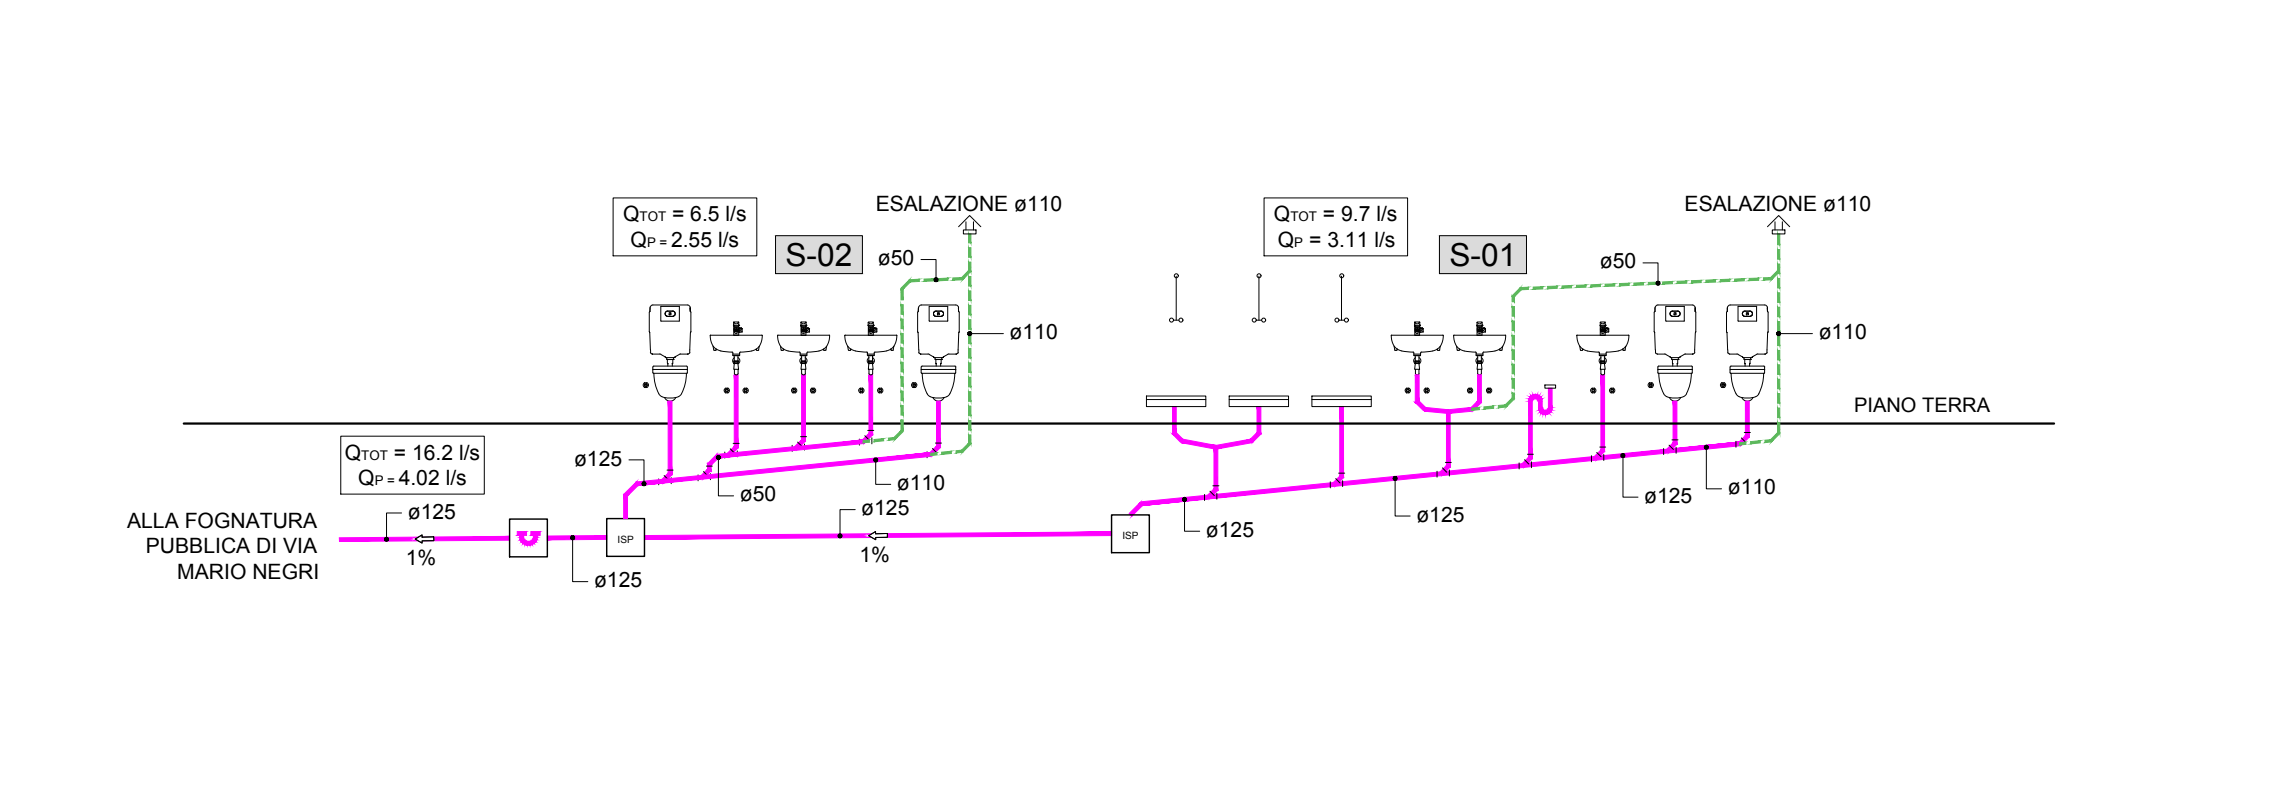 ESALAZIONE ø110
ESALAZIONE ø110
QTOT = 6.5 l/s
QP = 2.55 l/s
QTOT = 9.7 l/s
QP = 3.11 l/s
S-02
ø50
S-01
ø50
ø110
ø110
PIANO TERRA
QTOT = 16.2 l/s
QP = 4.02 l/s
ø125
ø110
ø50
ø110
ø125
ø125
ø125
ø125
ø125
ALLA FOGNATURA
PUBBLICA DI VIA
MARIO NEGRI
1%
ISP
ø125
1%
ISP